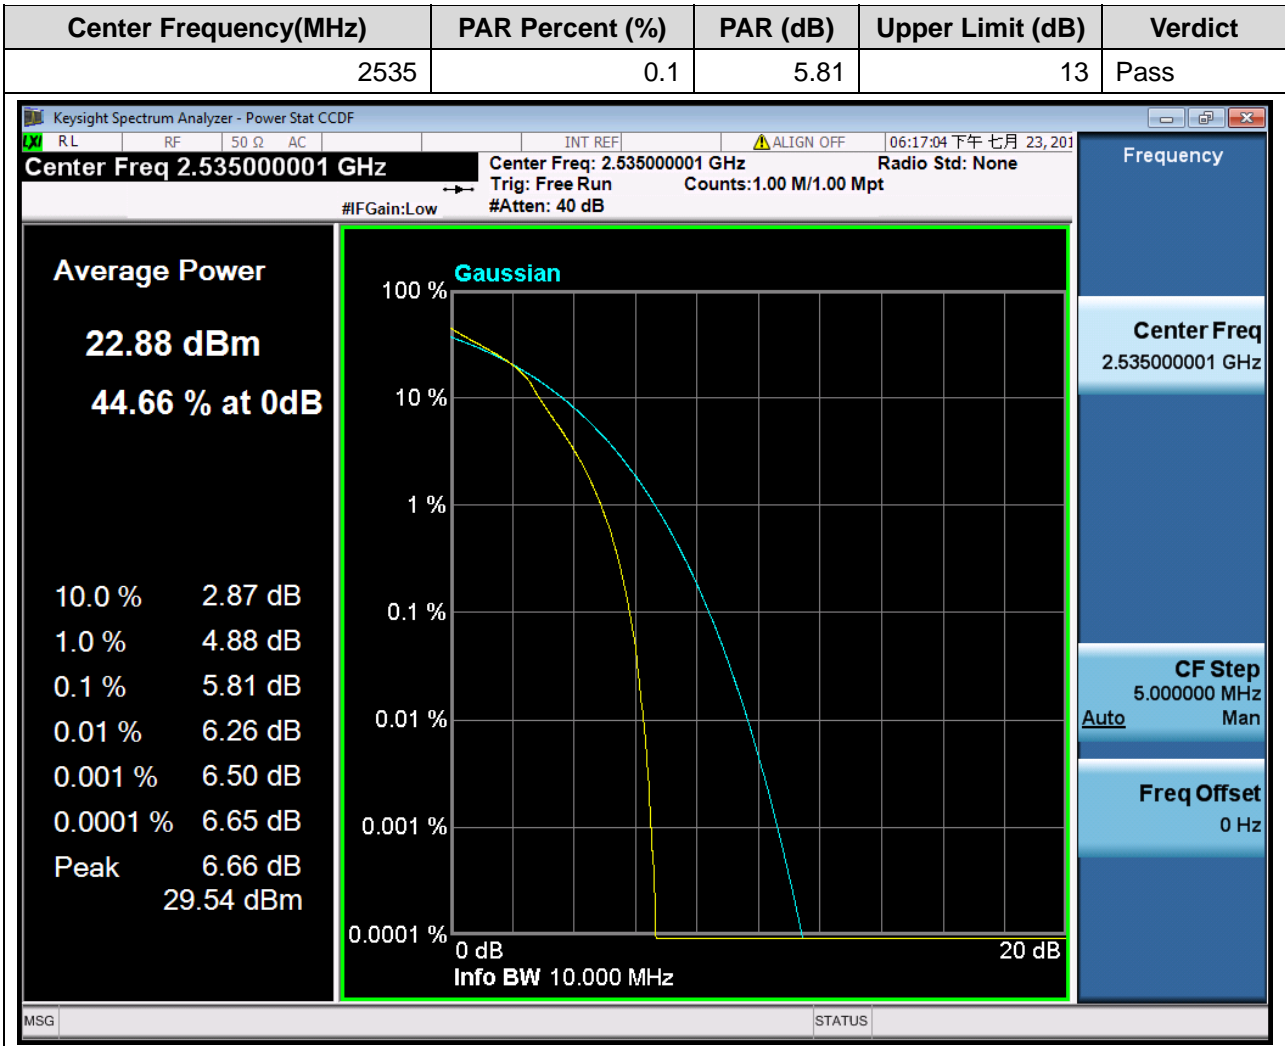 Center Frequency(MHz) PAR Percent (%) PAR (dB) Upper Limit (dB) Verdict
2535 0.1 5.81 13 Pass
Keysight Spectrum Analyzer - Power Stat CCDF
LXI RL RF 50 Ω AC INT REF ALIGN OFF 06:17:04 下午 七月 23, 201
Center Freq 2.535000001 GHz
Center Freq: 2.535000001 GHz Radio Std: None
Trig: Free Run Counts:1.00 M/1.00 Mpt
#IFGain:Low #Atten: 40 dB
Average Power
22.88 dBm
44.66 % at 0dB
10.0 % 2.87 dB
1.0 % 4.88 dB
0.1 % 5.81 dB
0.01 % 6.26 dB
0.001 % 6.50 dB
0.0001 % 6.65 dB
Peak 6.66 dB
29.54 dBm
Gaussian
100 %
10 %
1 %
0.1 %
0.01 %
0.001 %
0.0001 %
0 dB 20 dB
Info BW 10.000 MHz
Frequency
Center Freq
2.535000001 GHz
CF Step
5.000000 MHz
Auto Man
Freq Offset
0 Hz
MSG STATUS